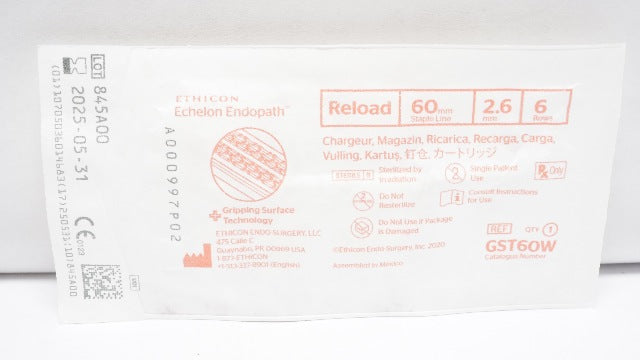 LOT 845A00
2025-05-31
CE 0123
A000997P02
ETHICON
Echelon Endopath™
Gripping Surface
Technology
ETHICON ENDO SURGERY, LLC
475 Calle C
Guaynabo, PR 00969 USA
1-877-ETHICON
+1-513-337-8901 (English)
Reload
60mm
Staple Line
2.6
mm
6
Rows
Chargeur, Magazin, Ricarica, Recarga, Carga,
Vulling, Kartuş, 钉仓, カートリッジ
STERILE R
Sterilized by
Irradiation
Single Patient
Use
Rx Only
Do Not
Resterilize
Consult Instructions
for Use
Do Not Use if Package
is Damaged
©Ethicon Endo-Surgery, Inc. 2020
Assembled in Mexico
REF
QTY 1
GST60W
Catalogue Number